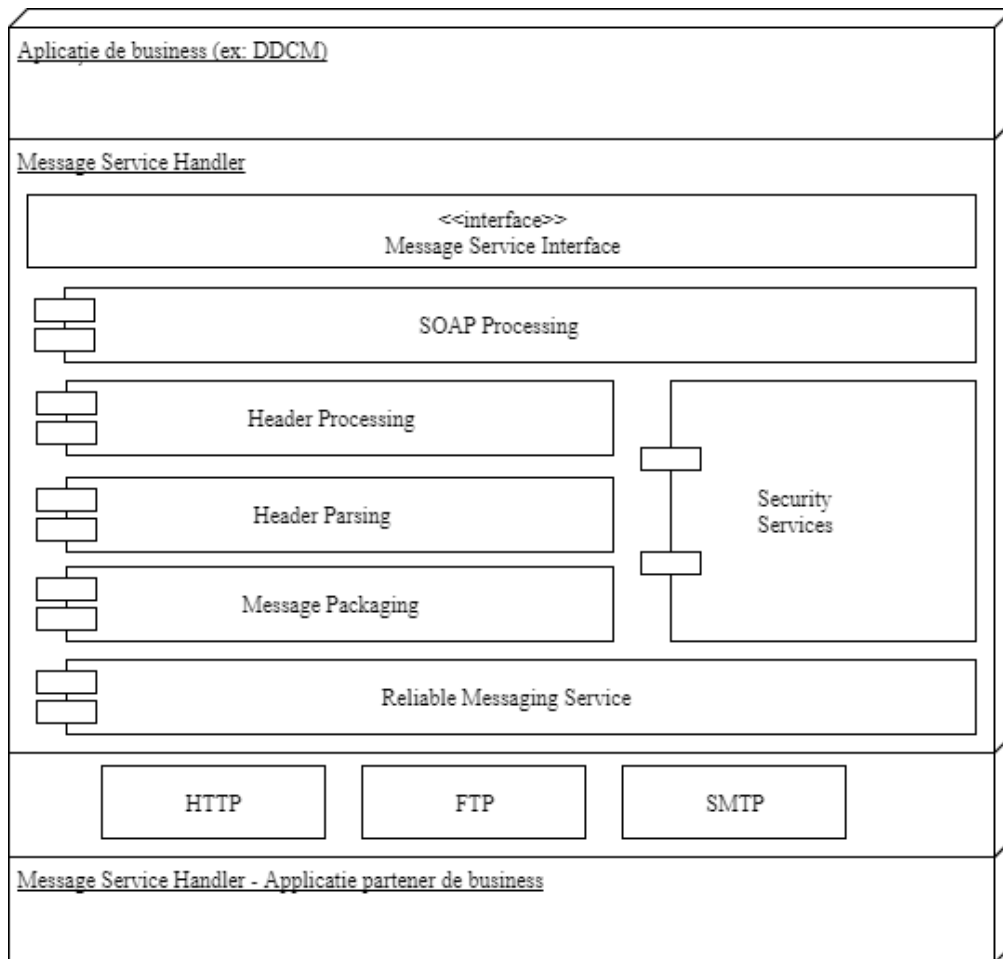 Aplicație de business (ex: DDCM)
Message Service Handler
<<interface>>
Message Service Interface
SOAP Processing
Header Processing
Header Parsing
Message Packaging
Security
Services
Reliable Messaging Service
HTTP
FTP
SMTP
Message Service Handler - Applicatie partener de business